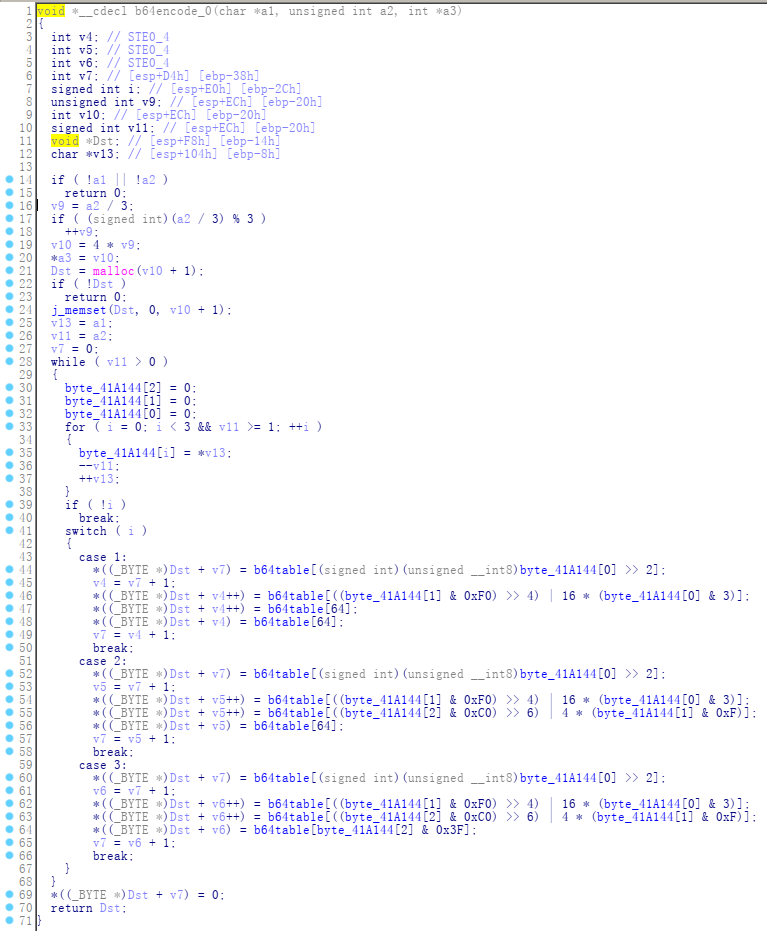 1 void *__cdecl b64encode_0(char *a1, unsigned int a2, int *a3)
2 {
3 int v4; // STE0_4
4 int v5; // STE0_4
5 int v6; // STE0_4
6 int v7; // [esp+D4h] [ebp-38h]
7 signed int i; // [esp+E0h] [ebp-2Ch]
8 unsigned int v9; // [esp+ECh] [ebp-20h]
9 int v10; // [esp+ECh] [ebp-20h]
10 signed int v11; // [esp+ECh] [ebp-20h]
11 void *Dst; // [esp+F8h] [ebp-14h]
12 char *v13; // [esp+104h] [ebp-8h]
13
14 if ( !a1 || !a2 )
15 return 0;
16 v9 = a2 / 3;
17 if ( (signed int)(a2 / 3) % 3 )
18 ++v9;
19 v10 = 4 * v9;
20 *a3 = v10;
21 Dst = malloc(v10 + 1);
22 if ( !Dst )
23 return 0;
24 j_memset(Dst, 0, v10 + 1);
25 v13 = a1;
26 v11 = a2;
27 v7 = 0;
28 while ( v11 > 0 )
29 {
30 byte_41A144[2] = 0;
31 byte_41A144[1] = 0;
32 byte_41A144[0] = 0;
33 for ( i = 0; i < 3 && v11 >= 1; ++i )
34 {
35 byte_41A144[i] = *v13;
36 --v11;
37 ++v13;
38 }
39 if ( !i )
40 break;
41 switch ( i )
42 {
43 case 1:
44 *((_BYTE *)Dst + v7) = b64table[(signed int)(unsigned __int8)byte_41A144[0] >> 2];
45 v4 = v7 + 1;
46 *((_BYTE *)Dst + v4++) = b64table[((byte_41A144[1] & 0xF0) >> 4) | 16 * (byte_41A144[0] & 3)];
47 *((_BYTE *)Dst + v4++) = b64table[64];
48 *((_BYTE *)Dst + v4) = b64table[64];
49 v7 = v4 + 1;
50 break;
51 case 2:
52 *((_BYTE *)Dst + v7) = b64table[(signed int)(unsigned __int8)byte_41A144[0] >> 2];
53 v5 = v7 + 1;
54 *((_BYTE *)Dst + v5++) = b64table[((byte_41A144[1] & 0xF0) >> 4) | 16 * (byte_41A144[0] & 3)];
55 *((_BYTE *)Dst + v5++) = b64table[((byte_41A144[2] & 0xC0) >> 6) | 4 * (byte_41A144[1] & 0xF)];
56 *((_BYTE *)Dst + v5) = b64table[64];
57 v7 = v5 + 1;
58 break;
59 case 3:
60 *((_BYTE *)Dst + v7) = b64table[(signed int)(unsigned __int8)byte_41A144[0] >> 2];
61 v6 = v7 + 1;
62 *((_BYTE *)Dst + v6++) = b64table[((byte_41A144[1] & 0xF0) >> 4) | 16 * (byte_41A144[0] & 3)];
63 *((_BYTE *)Dst + v6++) = b64table[((byte_41A144[2] & 0xC0) >> 6) | 4 * (byte_41A144[1] & 0xF)];
64 *((_BYTE *)Dst + v6) = b64table[byte_41A144[2] & 0x3F];
65 v7 = v6 + 1;
66 break;
67 }
68 }
69 *((_BYTE *)Dst + v7) = 0;
70 return Dst;
71 }